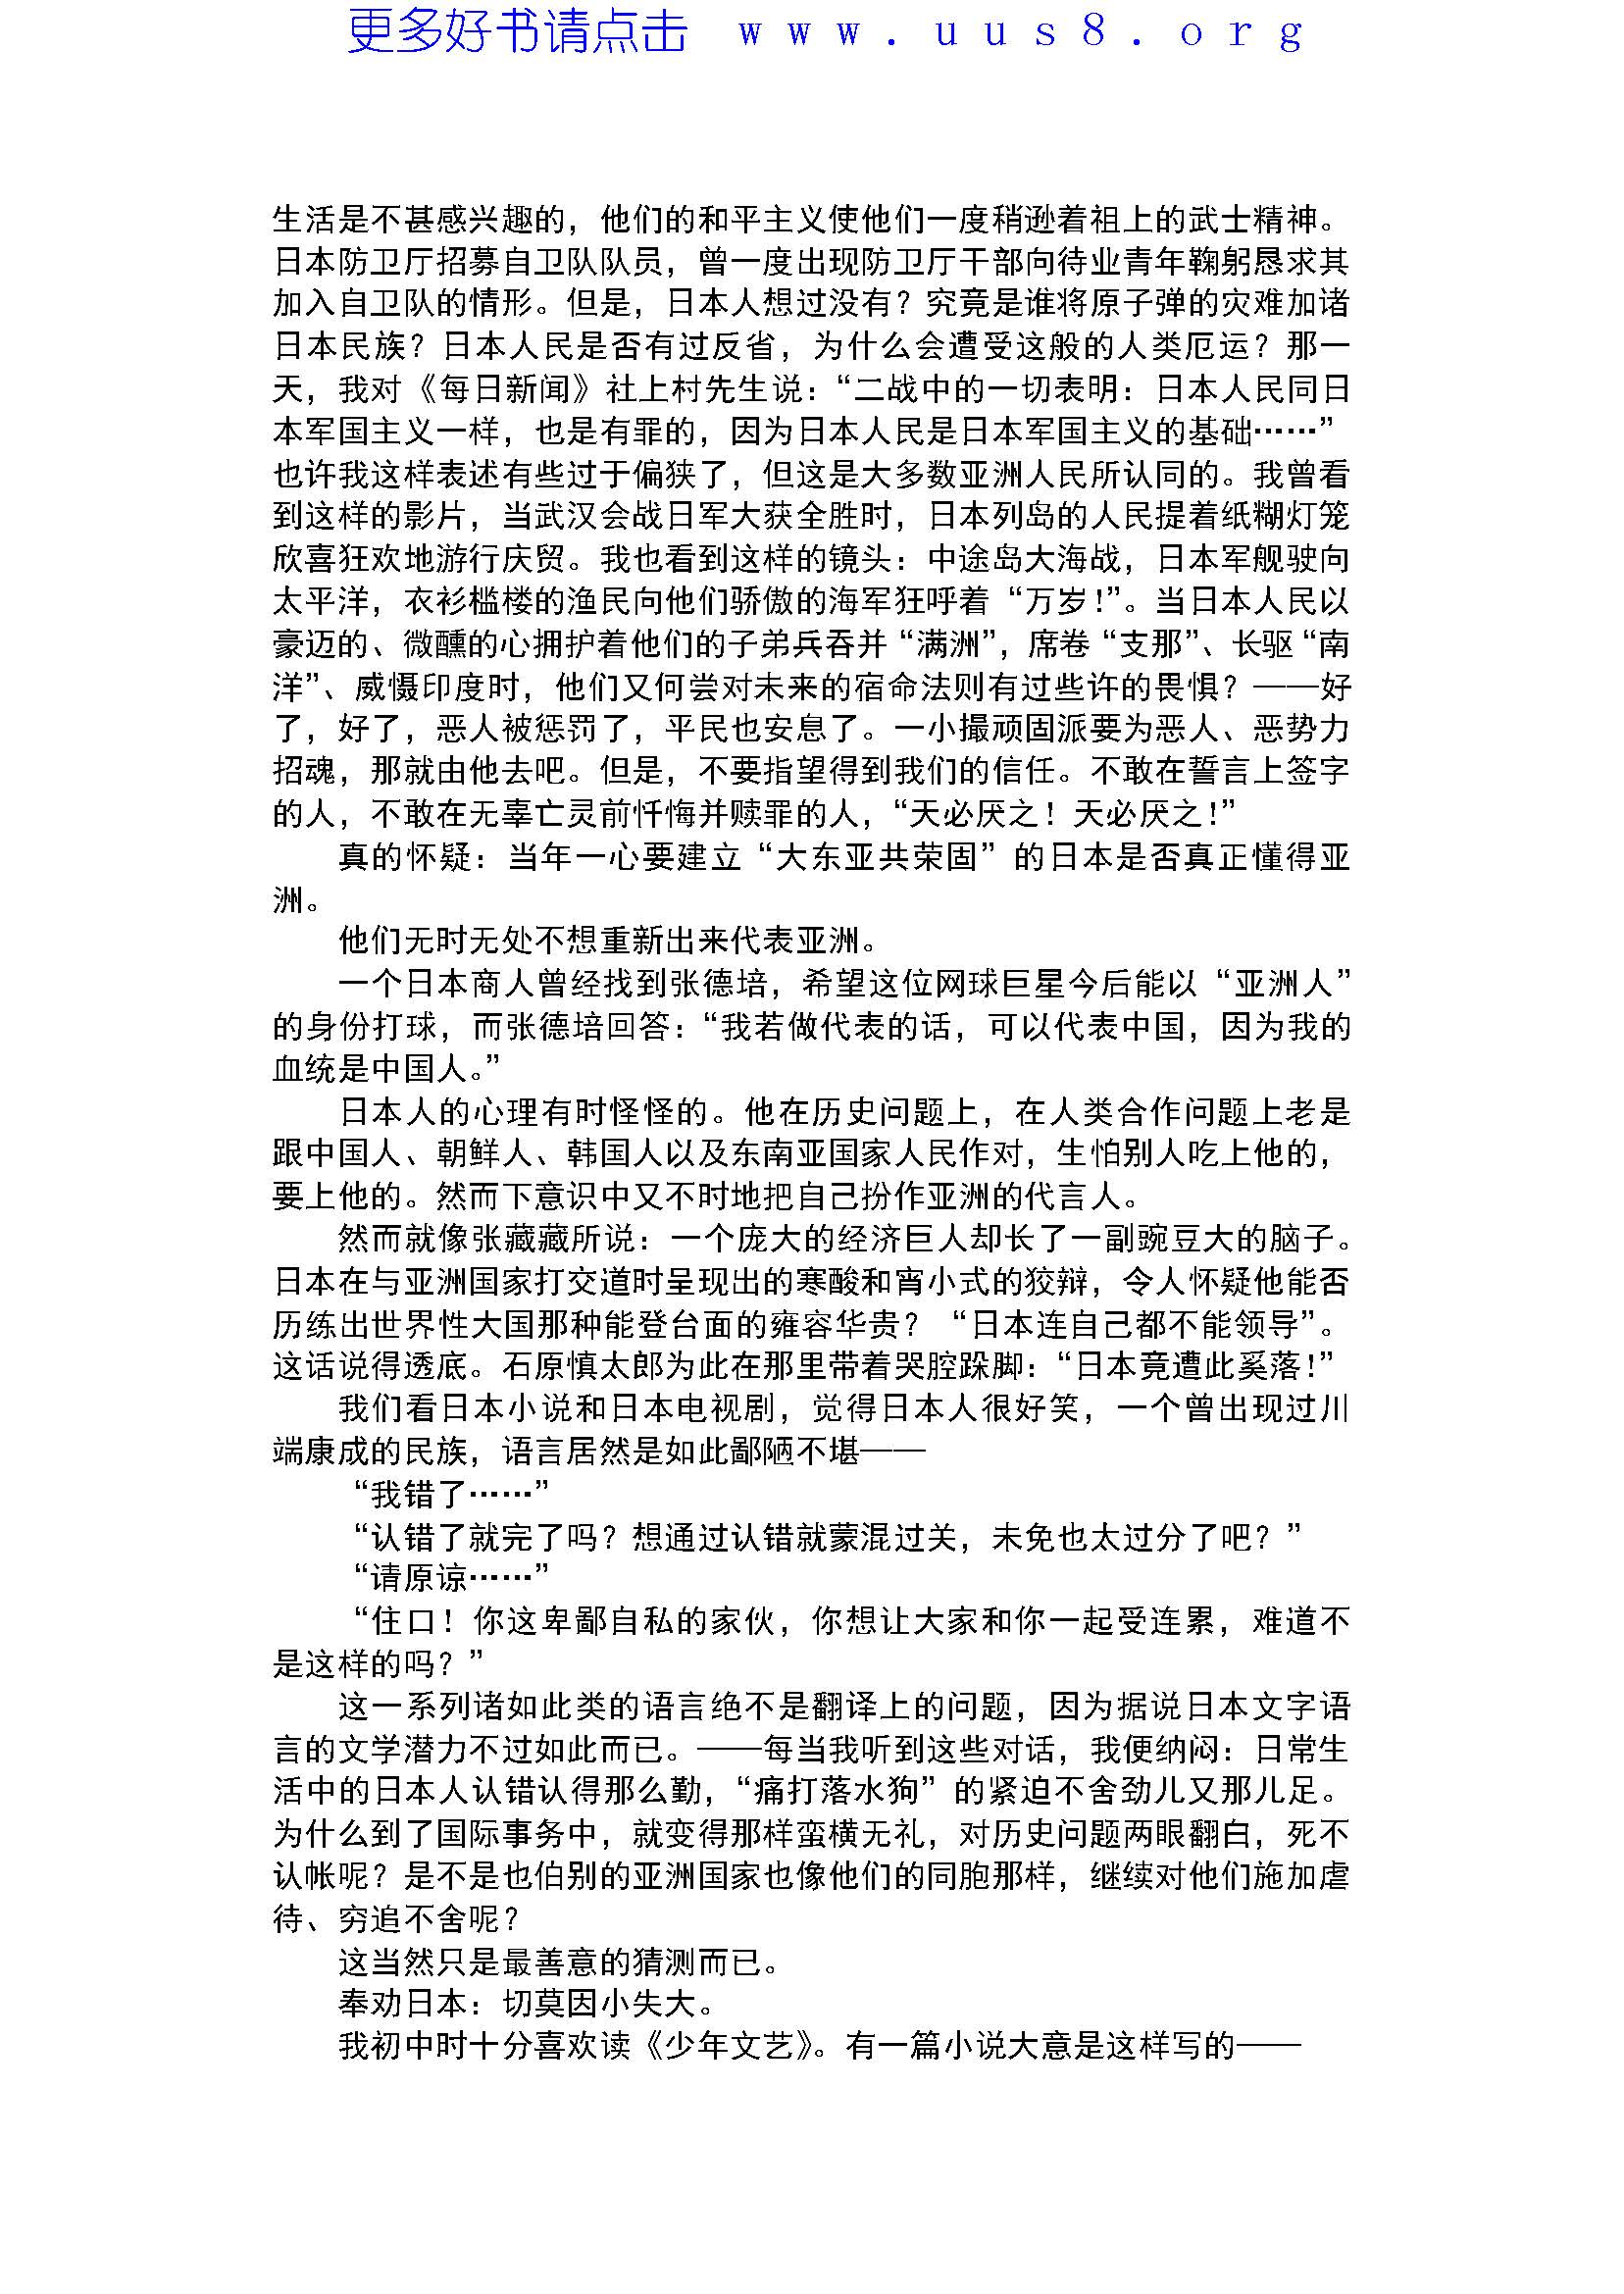 更多好书请点击 www.uus8.org
生活是不甚感兴趣的，他们的和平主义使他们一度稍逊着祖上的武士精神。
日本防卫厅招募自卫队队员，曾一度出现防卫厅干部向待业青年鞠躬恳求其
加入自卫队的情形。但是，日本人想过没有？究竟是谁将原子弹的灾难加诸
日本民族？日本人民是否有过反省，为什么会遭受这般的人类厄运？那一
天，我对《每日新闻》社上村先生说：“二战中的一切表明：日本人民同日
本军国主义一样，也是有罪的，因为日本人民是日本军国主义的基础……”
也许我这样表述有些过于偏狭了，但这是大多数亚洲人民所认同的。我曾看
到这样的影片，当武汉会战日军大获全胜时，日本列岛的人民提着纸糊灯笼
欣喜狂欢地游行庆贸。我也看到这样的镜头：中途岛大海战，日本军舰驶向
太平洋，衣衫槛楼的渔民向他们骄傲的海军狂呼着“万岁！”。当日本人民以
豪迈的、微醺的心拥护着他们的子弟兵吞并“满洲”，席卷“支那”、长驱“南
洋”、威慑印度时，他们又何尝对未来的宿命法则有过些许的畏惧？——好
了，好了，恶人被惩罚了，平民也安息了。一小撮顽固派要为恶人、恶势力
招魂，那就由他去吧。但是，不要指望得到我们的信任。不敢在誓言上签字
的人，不敢在无辜亡灵前忏悔并赎罪的人，“天必厌之！天必厌之！”
真的怀疑：当年一心要建立“大东亚共荣固”的日本是否真正懂得亚
洲。
他们无时无处不想重新出来代表亚洲。
一个日本商人曾经找到张德培，希望这位网球巨星今后能以“亚洲人”
的身份打球，而张德培回答：“我若做代表的话，可以代表中国，因为我的
血统是中国人。”
日本人的心理有时怪怪的。他在历史问题上，在人类合作问题上老是
跟中国人、朝鲜人、韩国人以及东南亚国家人民作对，生怕别人吃上他的，
要上他的。然而下意识中又不时地把自己扮作亚洲的代言人。
然而就像张藏藏所说：一个庞大的经济巨人却长了一副豌豆大的脑子。
日本在与亚洲国家打交道时呈现出的寒酸和宵小式的狡辩，令人怀疑他能否
历练出世界性大国那种能登台面的雍容华贵？“日本连自己都不能领导”。
这话说得透底。石原慎太郎为此在那里带着哭腔跺脚：“日本竟遭此奚落！”
我们看日本小说和日本电视剧，觉得日本人很好笑，一个曾出现过川
端康成的民族，语言居然是如此鄙陋不堪——
“我错了……”
“认错了就完了吗？想通过认错就蒙混过关，未免也太过分了吧？”
“请原谅……”
“住口！你这卑鄙自私的家伙，你想让大家和你一起受连累，难道不
是这样的吗？”
这一系列诸如此类的语言绝不是翻译上的问题，因为据说日本文字语
言的文学潜力不过如此而已。——每当我听到这些对话，我便纳闷：日常生
活中的日本人认错认得那么勤，“痛打落水狗”的紧迫不舍劲儿又那儿足。
为什么到了国际事务中，就变得那样蛮横无礼，对历史问题两眼翻白，死不
认帐呢？是不是也伯别的亚洲国家也像他们的同胞那样，继续对他们施加虐
待、穷追不舍呢？
这当然只是最善意的猜测而已。
奉劝日本：切莫因小失大。
我初中时十分喜欢读《少年文艺》。有一篇小说大意是这样写的——